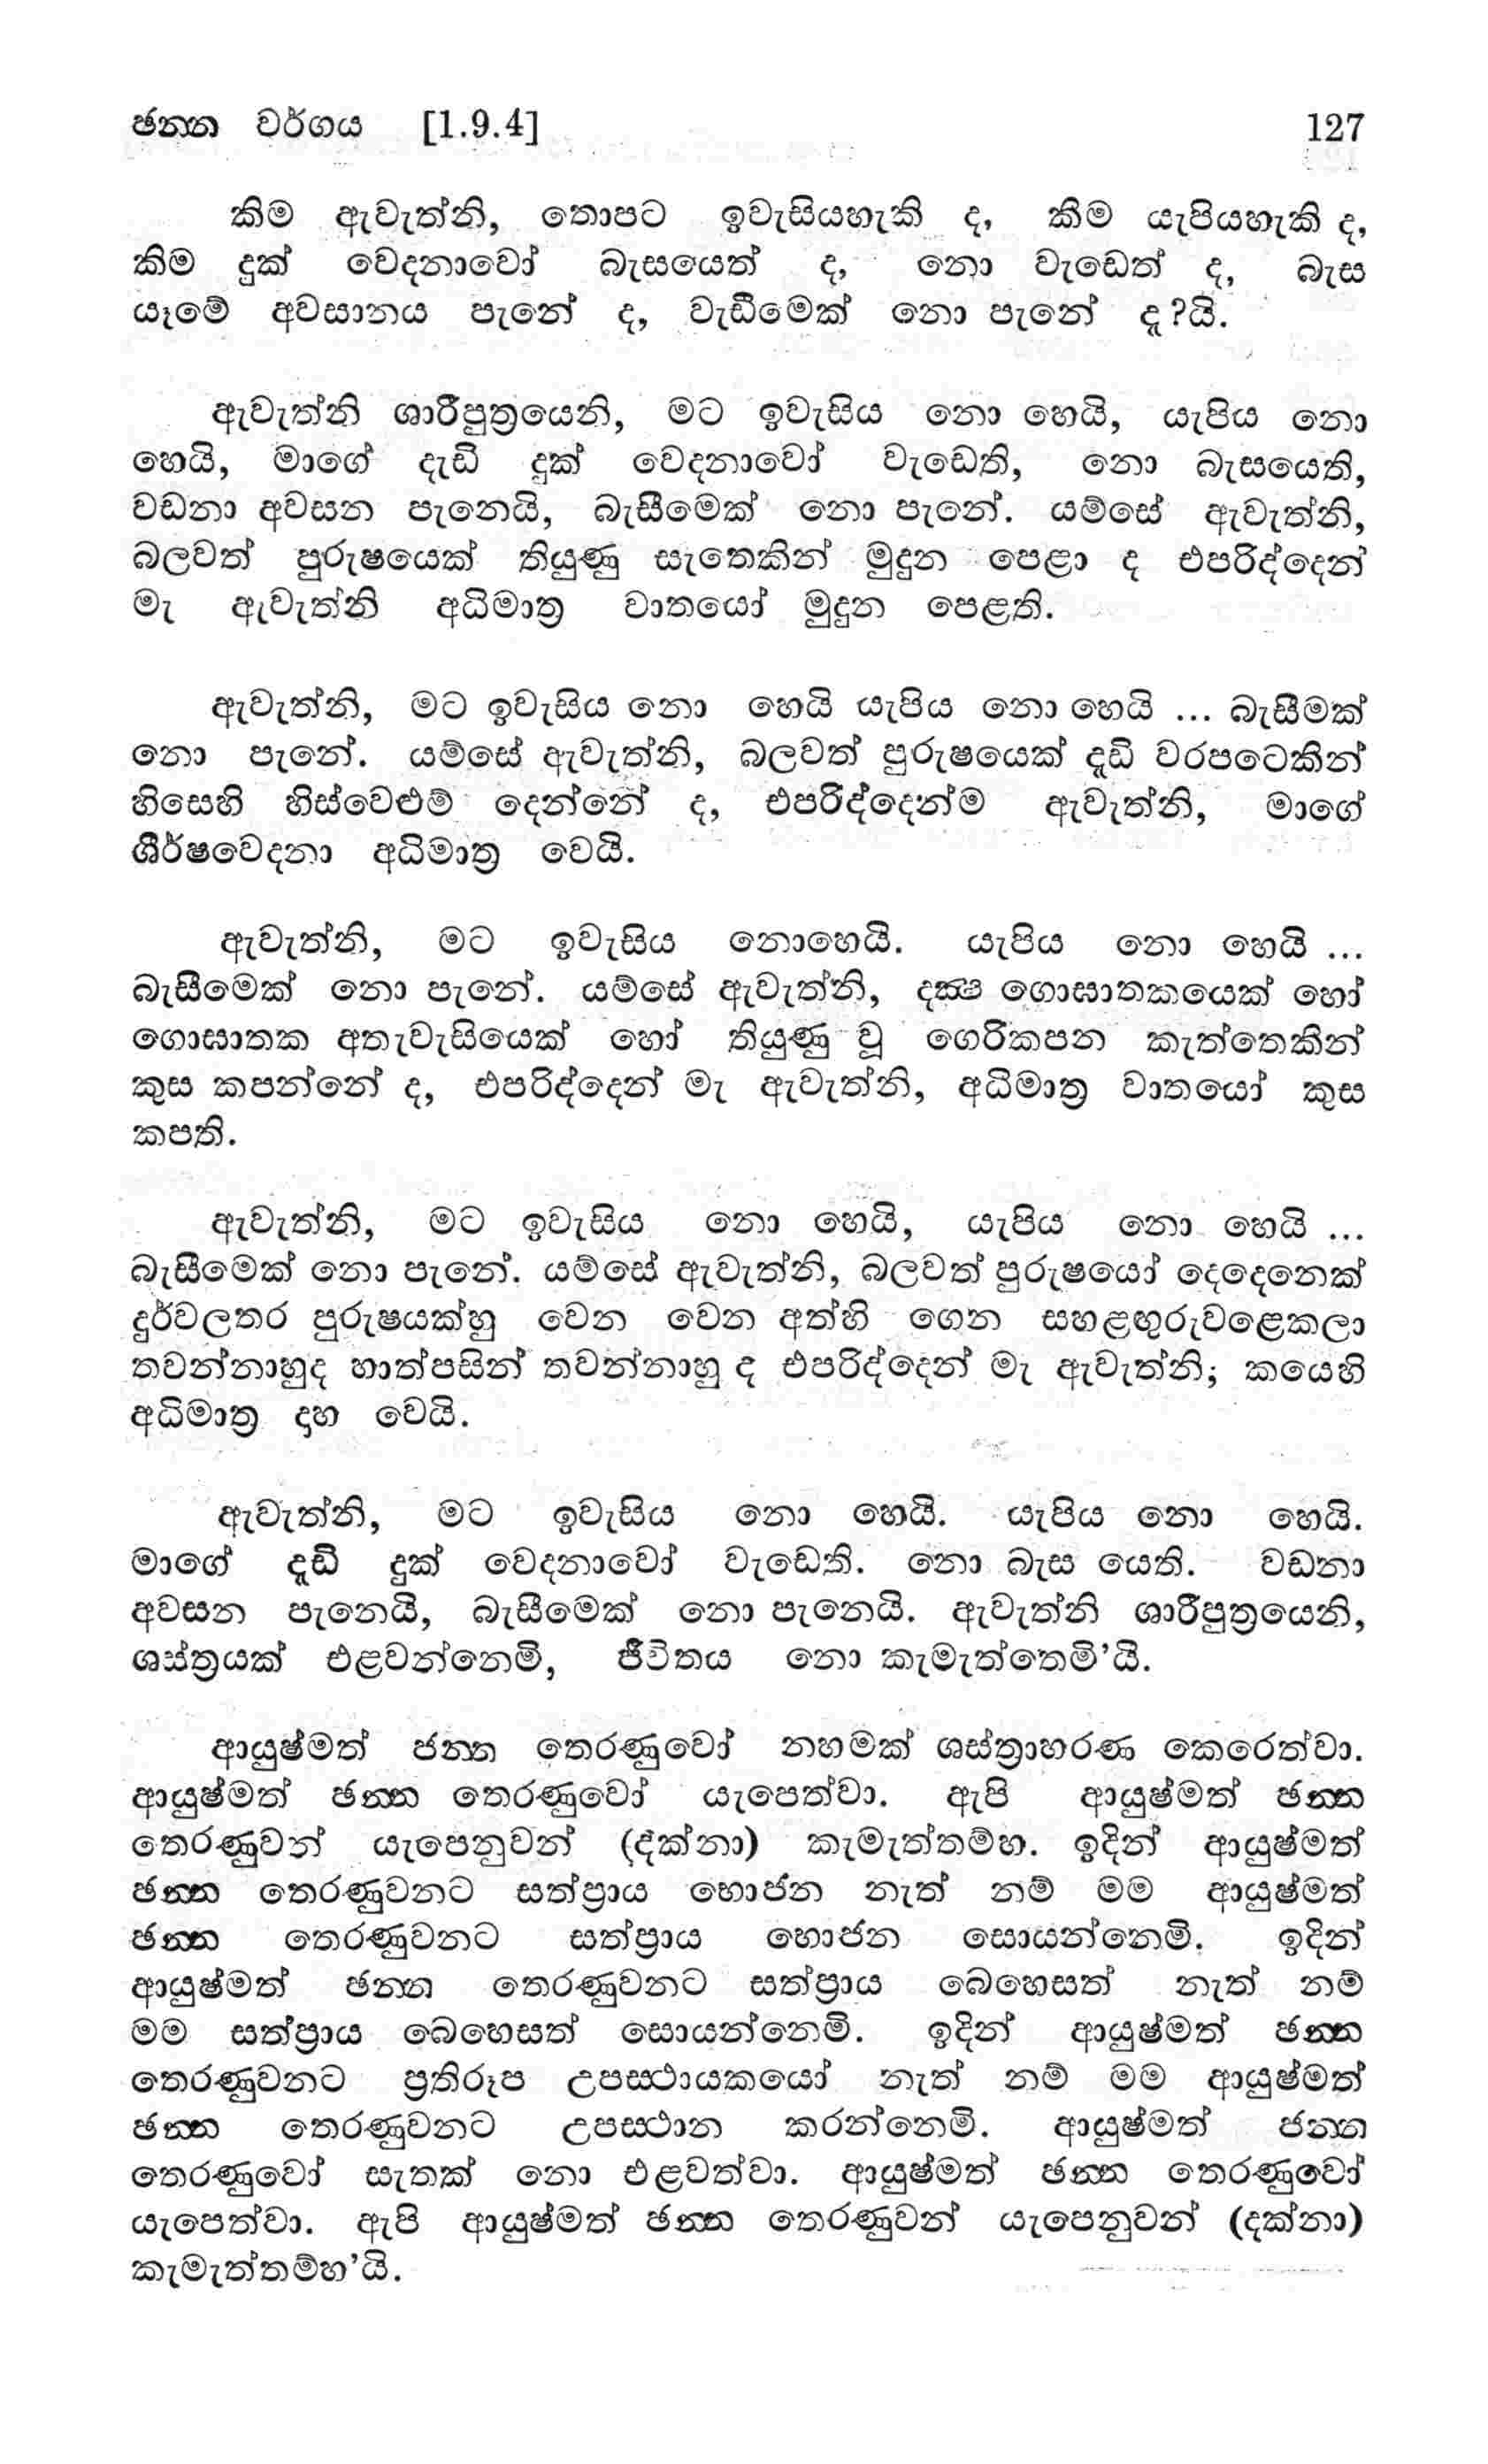 ඡන්‍න වර්ගය [1.9.4] 127
කිම ඇවැත්නි, තොපට ඉවැසියහැකි ද, කිම යැපියහැකි ද,
කිම දුක් වෙදනාවෝ බැසයෙත් ද, නො වැඩෙත් ද, බැස
යෑමේ අවසානය පැනේ ද, වැඩීමෙක් නො පැනේ දැ?යි.
ඇවැත්නි ශාරීපුත්‍රයෙනි, මට ඉවැසිය නො හෙයි, යැපිය නො
හෙයි, මාගේ දැඩි දුක් වෙදනාවෝ වැඩෙති, නො බැසයෙති,
වඩනා අවසන පැනෙයි, බැසීමෙක් නො පැනේ. යම්සේ ඇවැත්නි,
බලවත් පුරුෂයෙක් තියුණු සැතෙකින් මුදුන පෙළා ද එපරිද්දෙන්
මැ ඇවැත්නි අධිමාත්‍ර වාතයෝ මුදුන පෙළති.
ඇවැත්නි, මට ඉවැසිය නො හෙයි යැපිය නො හෙයි ... බැසීමක්
නො පැනේ. යම්සේ ඇවැත්නි, බලවත් පුරුෂයෙක් දෘඩි වරපටෙකින්
හිසෙහි හිස්වෙළුම් දෙන්නේ ද, එපරිද්දෙන්ම ඇවැත්නි, මාගේ
ශීර්ෂවෙදනා අධිමාත්‍ර වෙයි.
ඇවැත්නි, මට ඉවැසිය නොහෙයි. යැපිය නො හෙයි ...
බැසීමෙක් නො පැනේ. යම්සේ ඇවැත්නි, දක්‍ෂ ගොඝාතකයෙක් හෝ
ගොඝාතක අතැවැසියෙක් හෝ තියුණු වූ ගෙරිකපන කැත්තෙකින්
කුස කපන්නේ ද, එපරිද්දෙන් මැ ඇවැත්නි, අධිමාත්‍ර වාතයෝ කුස
කපති.
ඇවැත්නි, මට ඉවැසිය නො හෙයි, යැපිය නො හෙයි ...
බැසීමෙක් නො පැනේ. යම්සේ ඇවැත්නි, බලවත් පුරුෂයෝ දෙදෙනෙක්
දුර්වලතර පුරුෂයක්හු වෙන වෙන අත්හි ගෙන සහළඟුරුවළෙකලා
තවන්නාහුද හාත්පසින් තවන්නාහු ද එපරිද්දෙන් මැ ඇවැත්නි; කයෙහි
අධිමාත්‍ර දාහ වෙයි.
ඇවැත්නි, මට ඉවැසිය නො හෙයි. යැපිය නො හෙයි.
මාගේ දෘඩි දුක් වෙදනාවෝ වැඩෙති. නො බැස යෙති. වඩනා
අවසන පැනෙයි, බැසීමෙක් නො පැනෙයි. ඇවැත්නි ශාරීපුත්‍රයෙනි,
ශස්ත්‍රයක් එළවන්නෙමි, ජීවිතය නො කැමැත්තෙමි’යි.
ආයුෂ්මත් ජන්‍න තෙරණුවෝ නහමක් ශස්ත්‍රාහරණ කෙරෙත්වා.
ආයුෂ්මත් ඡන්‍න තෙරණුවෝ යැපෙත්වා. ඇපි ආයුෂ්මත් ඡන්‍න
තෙරණුවන් යැපෙනුවන් (දක්නා) කැමැත්තම්හ. ඉදින් ආයුෂ්මත්
ඡන්‍න තෙරණුවනට සත්ප්‍රාය භොජන නැත් නම් මම ආයුෂ්මත්
ඡන්‍න තෙරණුවනට සත්ප්‍රාය භොජන සොයන්නෙමි. ඉදින්
ආයුෂ්මත් ඡන්‍න තෙරණුවනට සත්ප්‍රාය බෙහෙසත් නැත් නම්
මම සත්ප්‍රාය බෙහෙසත් සොයන්නෙමි. ඉදින් ආයුෂ්මත් ඡන්‍න
තෙරණුවනට ප්‍රතිරූප උපස්‍ථායකයෝ නැත් නම් මම ආයුෂ්මත්
ඡන්‍න තෙරණුවනට උපස්‍ථාන කරන්නෙමි. ආයුෂ්මත් ජන්‍න
තෙරණුවෝ සැතක් නො එළවත්වා. ආයුෂ්මත් ඡන්‍න තෙරණුවෝ
යැපෙත්වා. ඇපි ආයුෂ්මත් ඡන්‍න තෙරණුවන් යැපෙනුවන් (දක්නා)
කැමැත්තම්හ’යි.